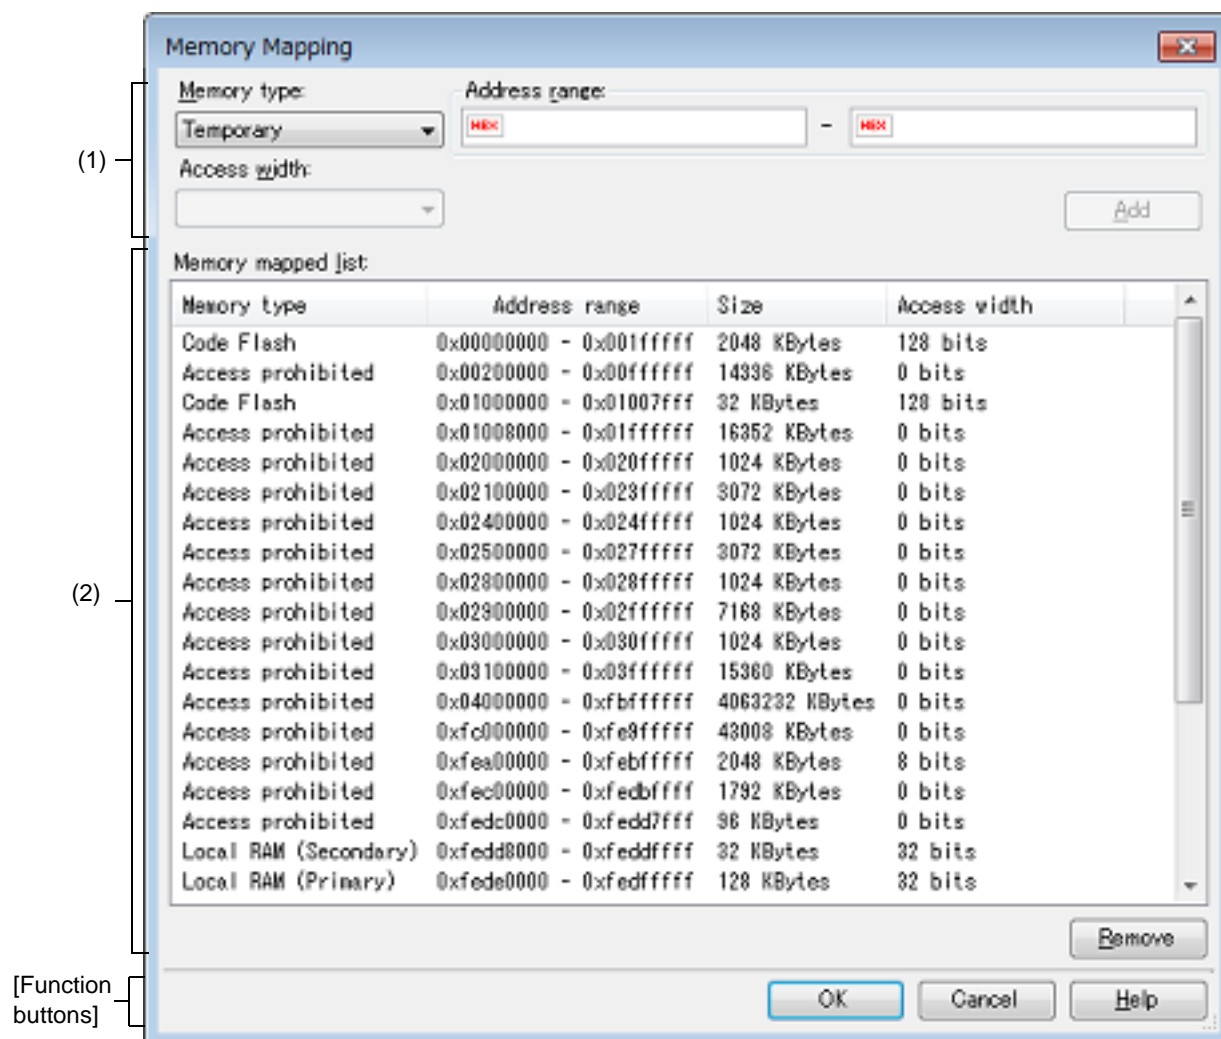 Memory Mapping
Memory type: Address range:
Temporary HEX - HEX
(1)
Access width:
Add
Memory mapped list:
Memory type Address range Size Access width
Code Flash 0x00000000 - 0x001fffff 2048 KBytes 128 bits
Access prohibited 0x00200000 - 0x00ffffff 14336 KBytes 0 bits
Code Flash 0x01000000 - 0x01007fff 32 KBytes 128 bits
Access prohibited 0x01008000 - 0x01ffffff 16352 KBytes 0 bits
Access prohibited 0x02000000 - 0x020fffff 1024 KBytes 0 bits
Access prohibited 0x02100000 - 0x023fffff 3072 KBytes 0 bits
Access prohibited 0x02400000 - 0x024fffff 1024 KBytes 0 bits
Access prohibited 0x02500000 - 0x027fffff 3072 KBytes 0 bits
Access prohibited 0x02800000 - 0x028fffff 1024 KBytes 0 bits
(2)
Access prohibited 0x02900000 - 0x02ffffff 7168 KBytes 0 bits
Access prohibited 0x03000000 - 0x030fffff 1024 KBytes 0 bits
Access prohibited 0x03100000 - 0x03ffffff 15360 KBytes 0 bits
Access prohibited 0x04000000 - 0xfbffffff 4063232 KBytes 0 bits
Access prohibited 0xfc000000 - 0xfe9fffff 43008 KBytes 0 bits
Access prohibited 0xfea00000 - 0xfebfffff 2048 KBytes 8 bits
Access prohibited 0xfec00000 - 0xfedbffff 1792 KBytes 0 bits
Access prohibited 0xfedc0000 - 0xfedd7fff 96 KBytes 0 bits
Local RAM (Secondary) 0xfedd8000 - 0xfeddffff 32 KBytes 32 bits
Local RAM (Primary) 0xfede0000 - 0xfedfffff 128 KBytes 32 bits
Remove
[Function
buttons]
OK Cancel Help